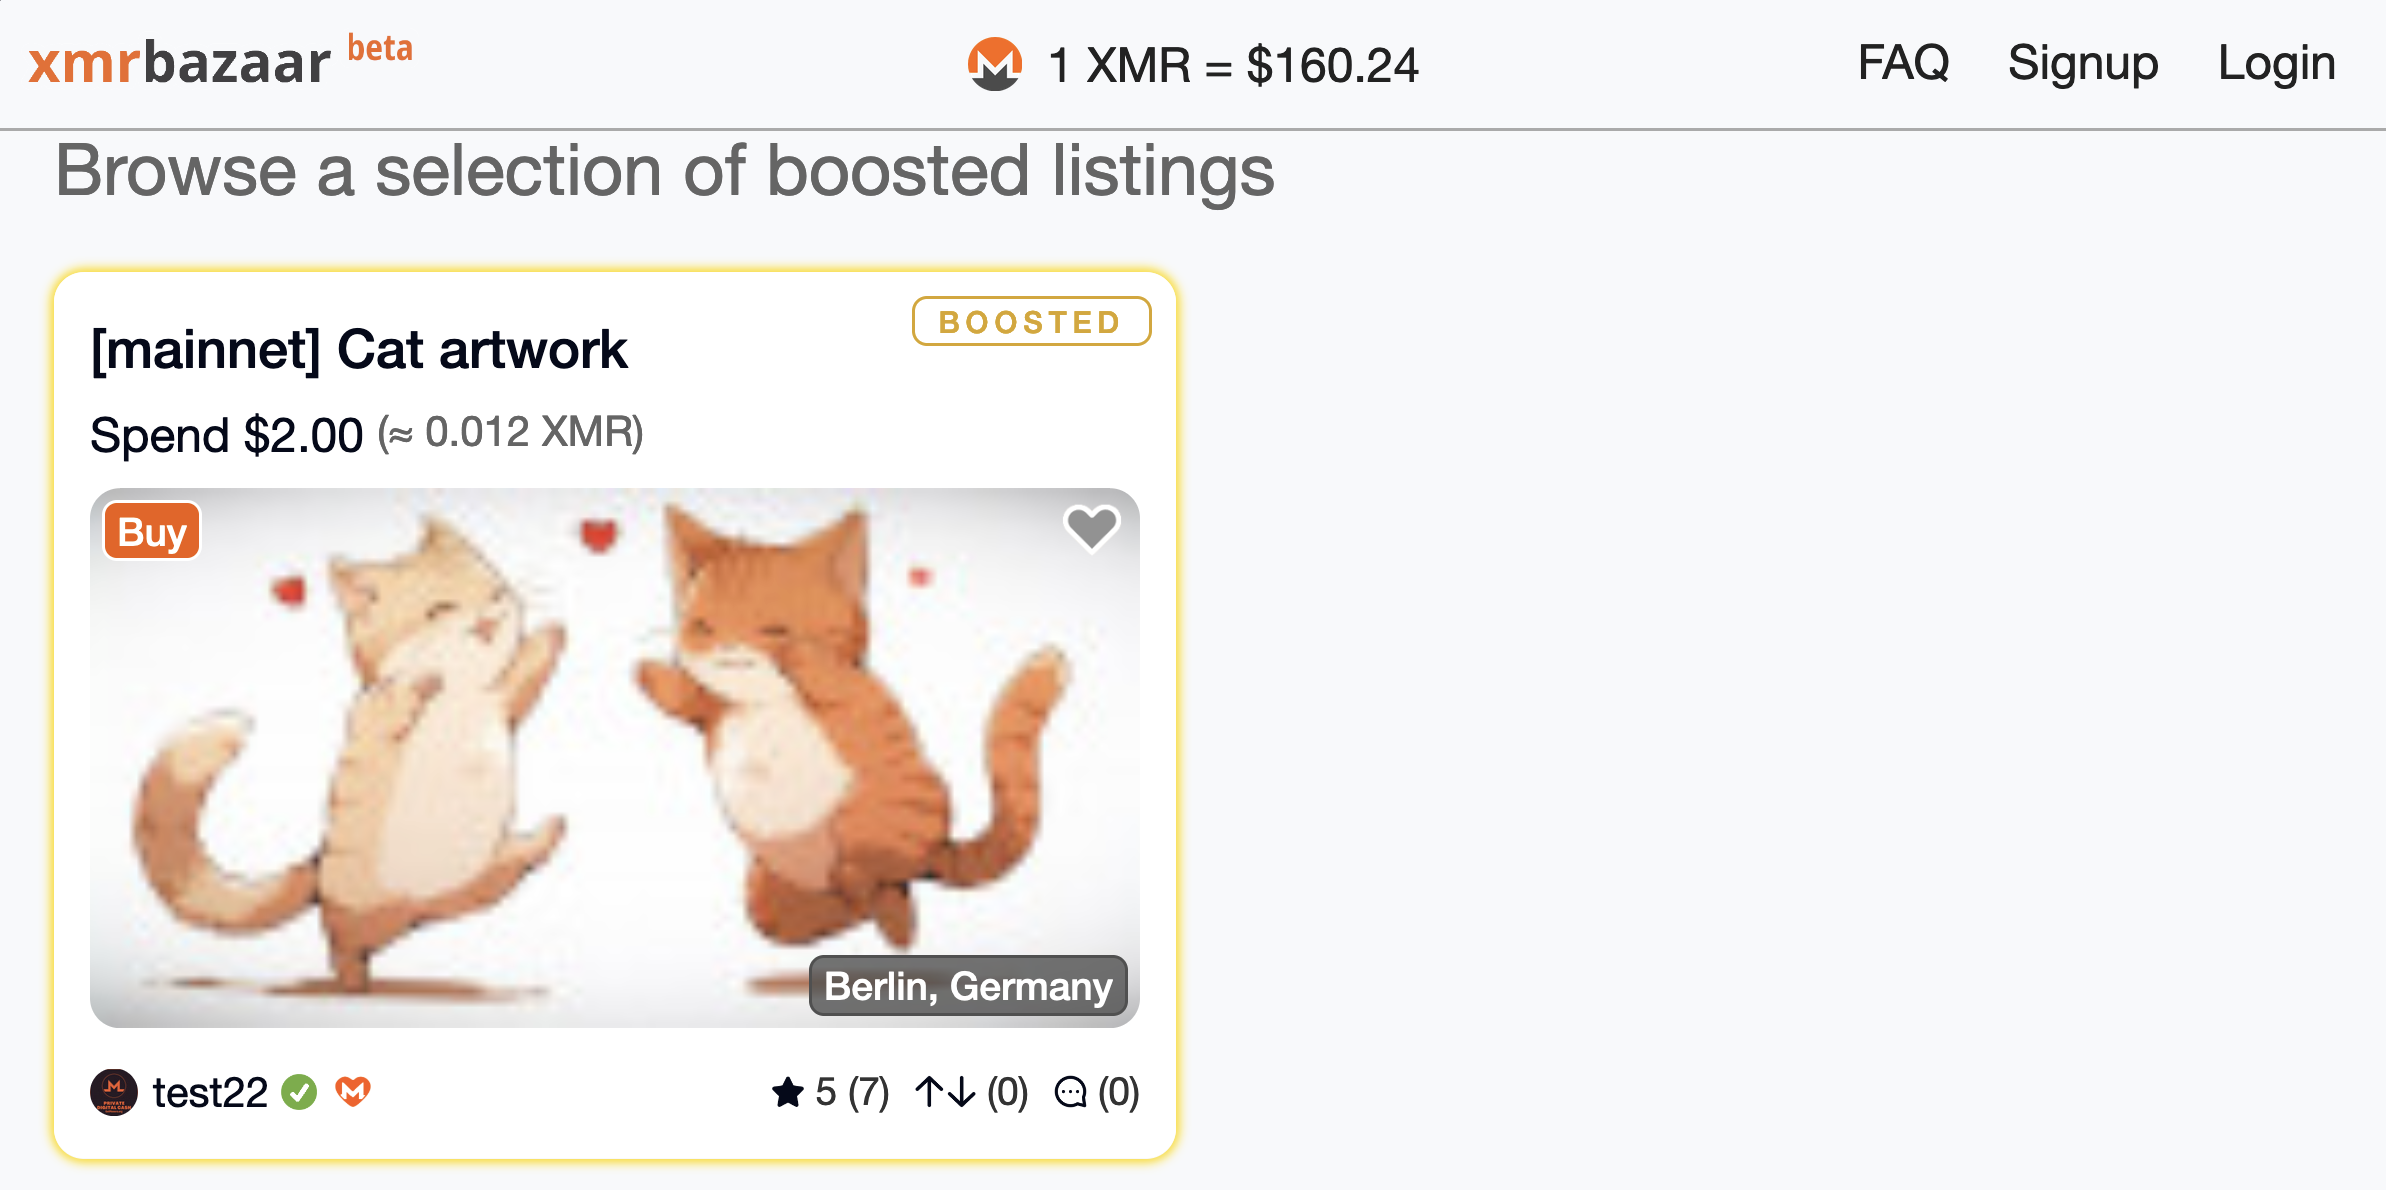 xmrbazaar beta
1 XMR = $160.24
FAQ Signup Login
Browse a selection of boosted listings
BOOSTED
[mainnet] Cat artwork
Spend $2.00 (≈ 0.012 XMR)
Buy
Berlin, Germany
test22
5 (7) ↑↓ (0) (0)